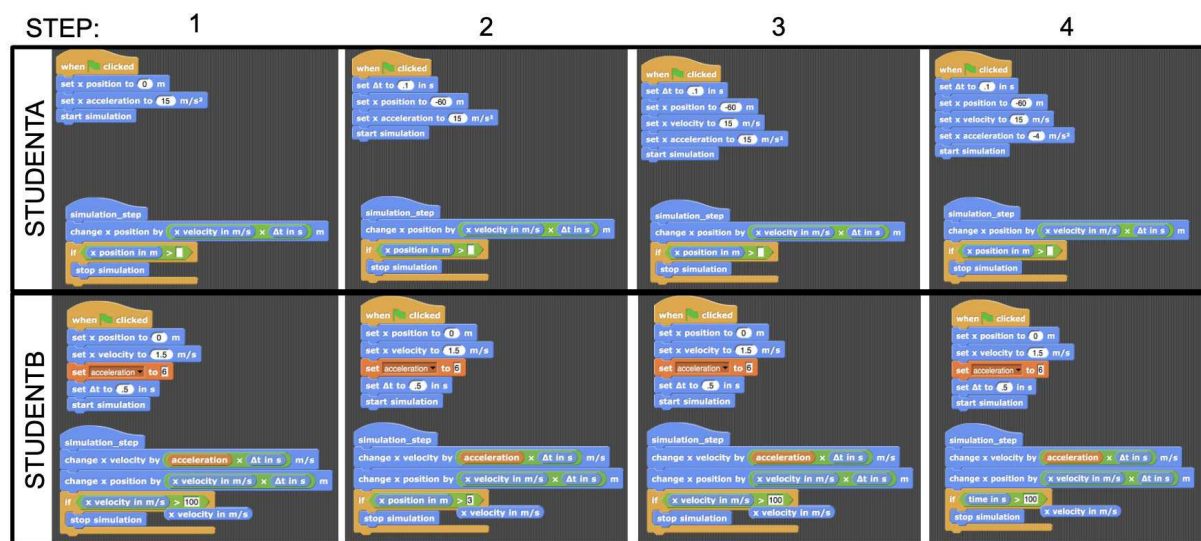 STEP: 1 2 3 4
STUDENTA
when clicked
set x position to 0 m
set x acceleration to 15 m/s²
start simulation
simulation_step
change x position by x velocity in m/s × Δt in s m
if x position in m >
stop simulation
when clicked
set Δt to .1 in s
set x position to -60 m
set x acceleration to 15 m/s²
start simulation
simulation_step
change x position by x velocity in m/s × Δt in s m
if x position in m >
stop simulation
when clicked
set Δt to .1 in s
set x position to -60 m
set x velocity to 15 m/s
set x acceleration to 15 m/s²
start simulation
simulation_step
change x position by x velocity in m/s × Δt in s m
if x position in m >
stop simulation
when clicked
set Δt to .1 in s
set x position to -60 m
set x velocity to 15 m/s
set x acceleration to -4 m/s²
start simulation
simulation_step
change x position by x velocity in m/s × Δt in s m
if x position in m >
stop simulation
STUDENTB
when clicked
set x position to 0 m
set x velocity to 1.5 m/s
set acceleration to 6
set Δt to .5 in s
start simulation
simulation_step
change x velocity by acceleration × Δt in s m/s
change x position by x velocity in m/s × Δt in s m
if x velocity in m/s > 100
x velocity in m/s
stop simulation
when clicked
set x position to 0 m
set x velocity to 1.5 m/s
set acceleration to 6
set Δt to .5 in s
start simulation
simulation_step
change x velocity by acceleration × Δt in s m/s
change x position by x velocity in m/s × Δt in s m
if x position in m > 3
x velocity in m/s
stop simulation
when clicked
set x position to 0 m
set x velocity to 1.5 m/s
set acceleration to 6
set Δt to .5 in s
start simulation
simulation_step
change x velocity by acceleration × Δt in s m/s
change x position by x velocity in m/s × Δt in s m
if x velocity in m/s > 100
x velocity in m/s
stop simulation
when clicked
set x position to 0 m
set x velocity to 1.5 m/s
set acceleration to 6
set Δt to .5 in s
start simulation
simulation_step
change x velocity by acceleration × Δt in s m/s
change x position by x velocity in m/s × Δt in s m
if time in s > 100
x velocity in m/s
stop simulation